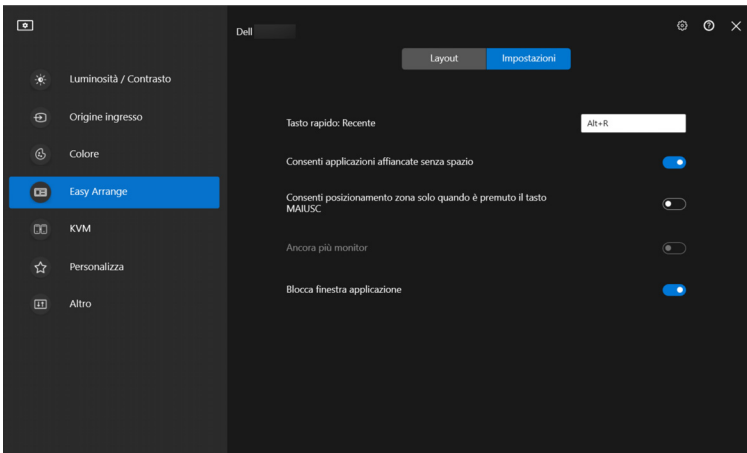 Dell
Layout
Impostazioni
Luminosità / Contrasto
Origine ingresso
Colore
Easy Arrange
KVM
Personalizza
Altro
Tasto rapido: Recente
Alt+R
Consenti applicazioni affiancate senza spazio
Consenti posizionamento zona solo quando è premuto il tasto
MAIUSC
Ancora più monitor
Blocca finestra applicazione